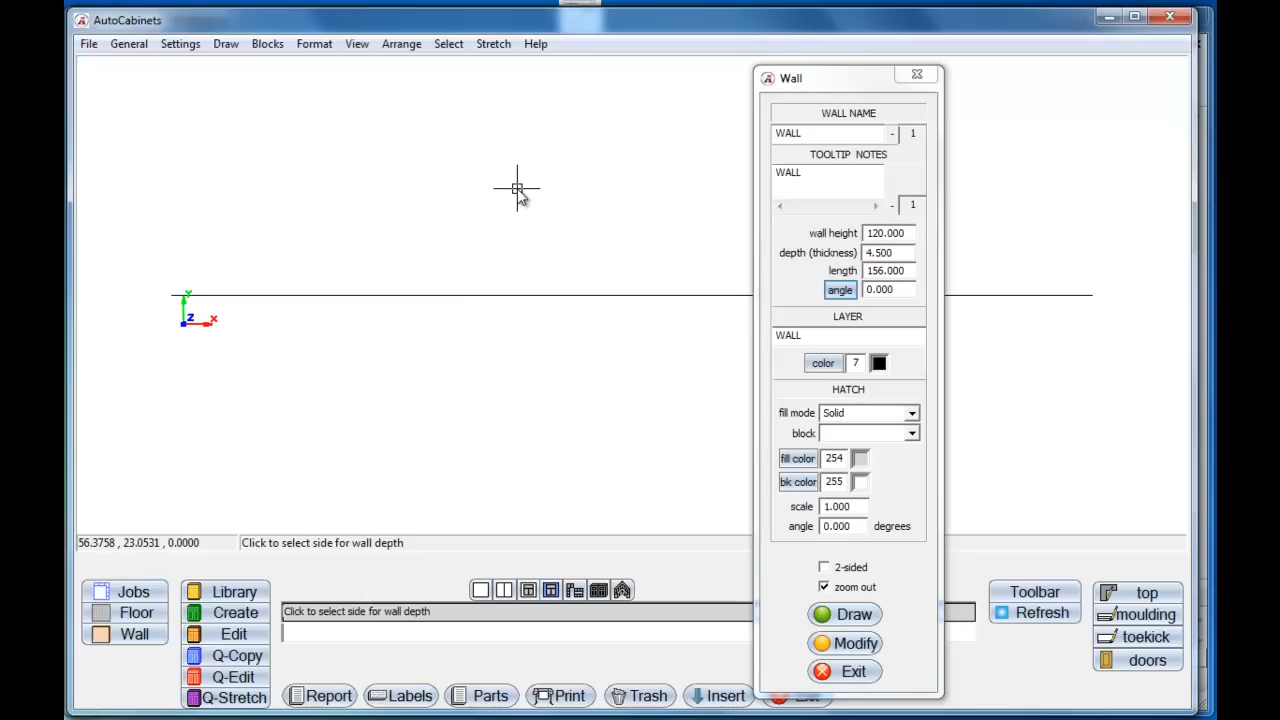 AutoCabinets
File General Settings Draw Blocks Format View Arrange Select Stretch Help
Wall
WALL NAME
WALL - 1
TOOLTIP NOTES
WALL
- 1
wall height 120.000
depth (thickness) 4.500
length 156.000
angle 0.000
LAYER
WALL
color 7
HATCH
fill mode Solid
block
fill color 254
bk color 255
scale 1.000
angle 0.000 degrees
2-sided
zoom out
Draw
Modify
Exit
Y
Z X
56.3758 , 23.0531 , 0.0000 Click to select side for wall depth
Jobs
Floor
Wall
Library
Create
Edit
Q-Copy
Q-Edit
Q-Stretch
Click to select side for wall depth
Toolbar
Refresh
top
moulding
toekick
doors
Report Labels Parts Print Trash Insert